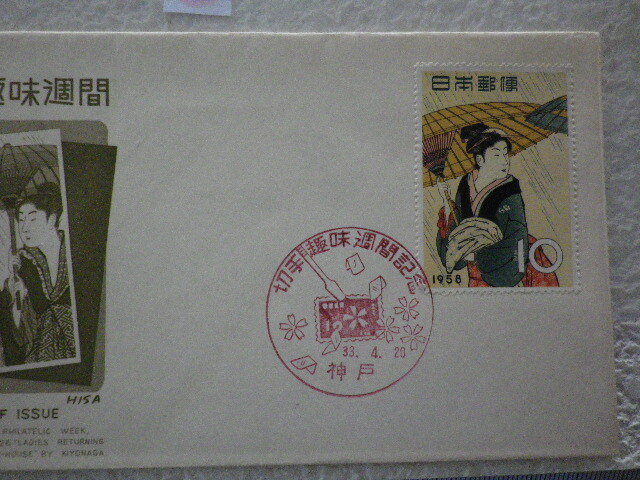 趣味週間
日本郵便
10
1958
切手趣味週間記念
33. 4. 20
神戸
HISA
F ISSUE
PHILATELIC WEEK,
"LADIES RETURNING
-HOUSE" BY KIYONAGA